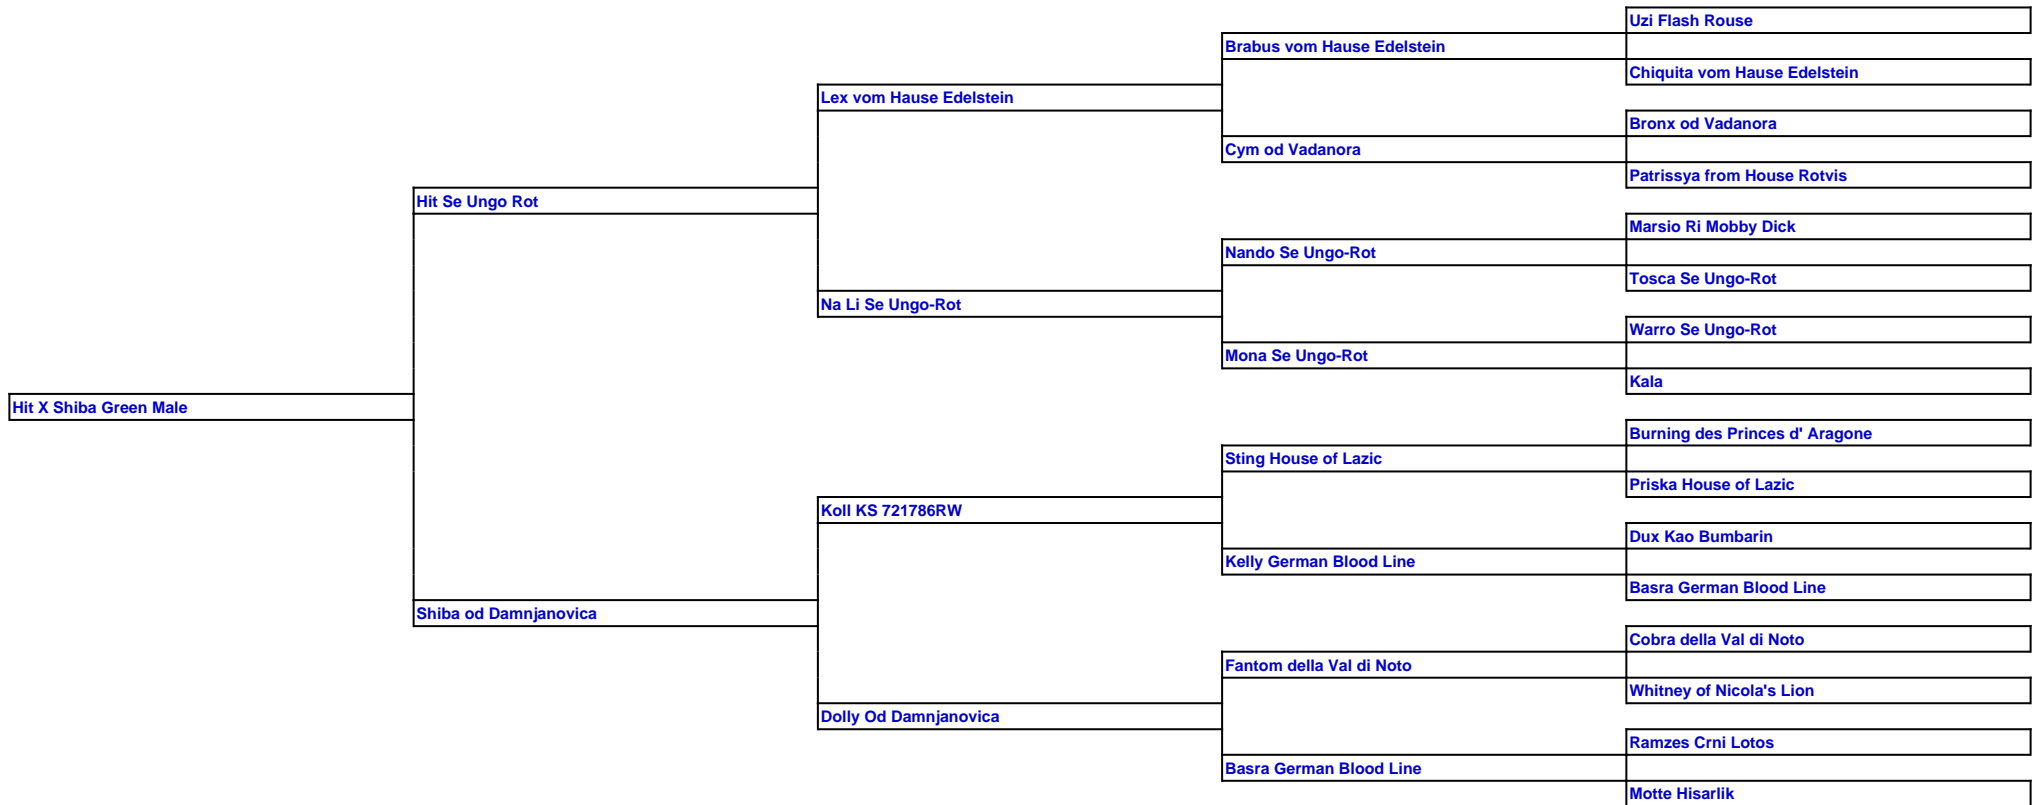 Uzi Flash Rouse
Brabus vom Hause Edelstein
Chiquita vom Hause Edelstein
Lex vom Hause Edelstein
Bronx od Vadanora
Cym od Vadanora
Patrissya from House Rotvis
Hit Se Ungo Rot
Marsio Ri Mobby Dick
Nando Se Ungo-Rot
Tosca Se Ungo-Rot
Na Li Se Ungo-Rot
Warro Se Ungo-Rot
Mona Se Ungo-Rot
Kala
Hit X Shiba Green Male
Burning des Princes d' Aragone
Sting House of Lazic
Priska House of Lazic
Koll KS 721786RW
Dux Kao Bumbarin
Kelly German Blood Line
Basra German Blood Line
Shiba od Damnjanovica
Cobra della Val di Noto
Fantom della Val di Noto
Whitney of Nicola's Lion
Dolly Od Damnjanovica
Ramzes Crni Lotos
Basra German Blood Line
Motte Hisarlik